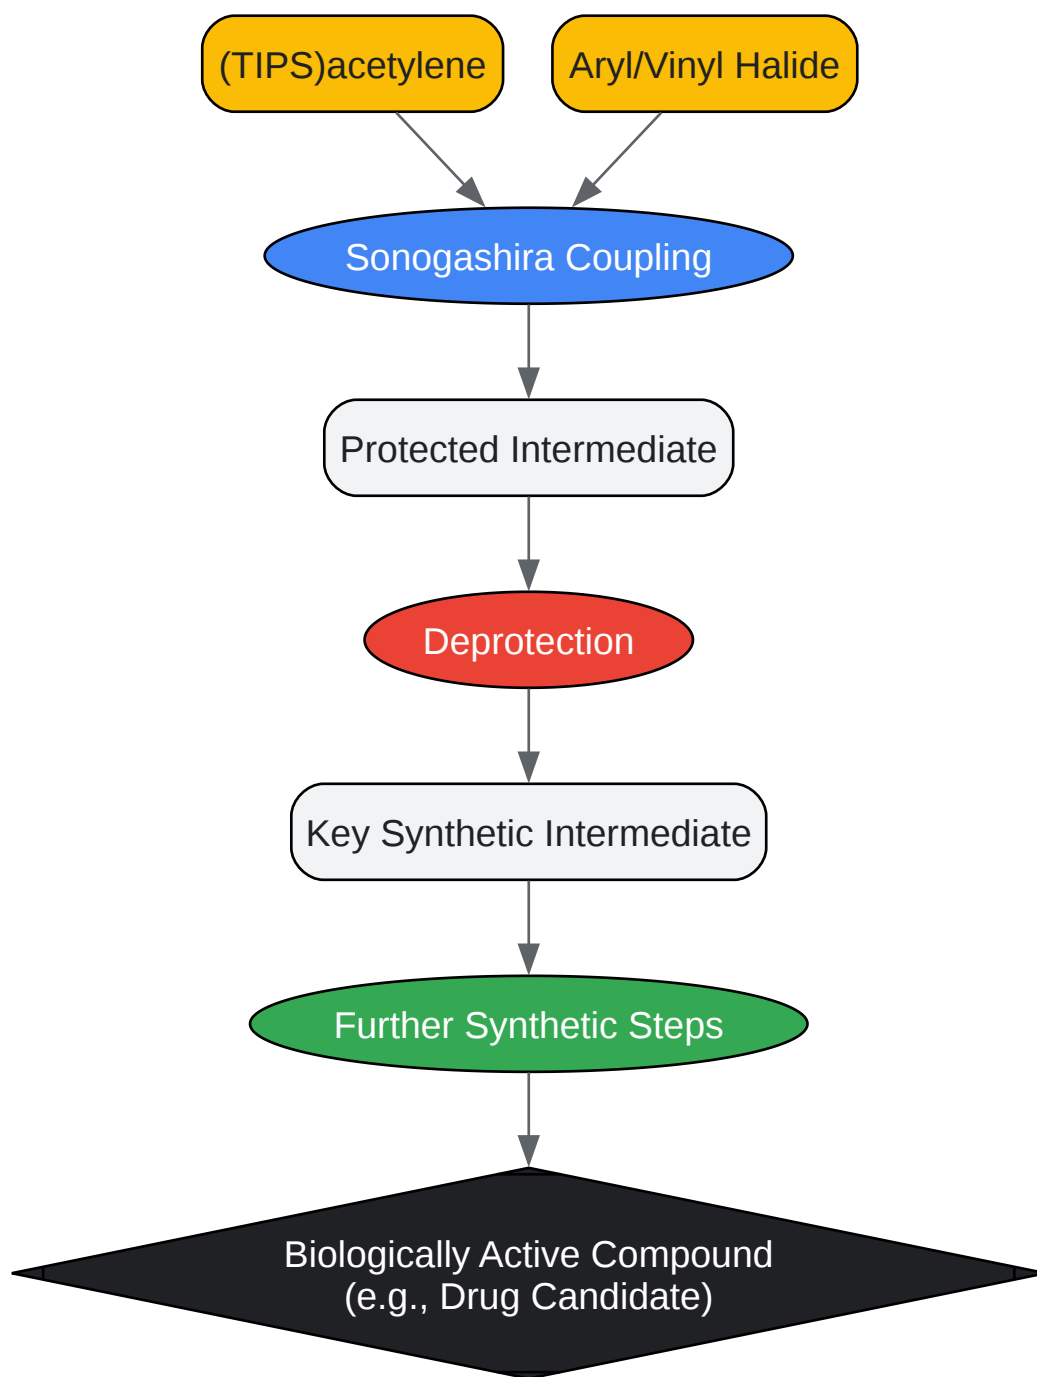 (TIPS)acetylene
Aryl/Vinyl Halide
Sonogashira Coupling
Protected Intermediate
Deprotection
Key Synthetic Intermediate
Further Synthetic Steps
Biologically Active Compound
(e.g., Drug Candidate)